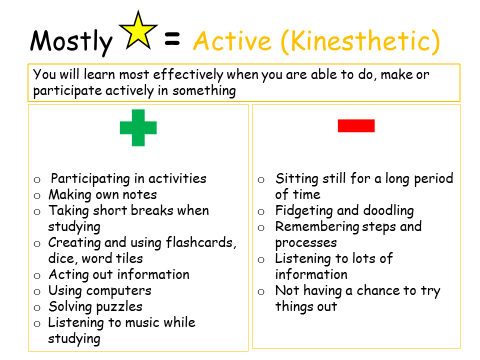 Mostly = Active (Kinesthetic)
You will learn most effectively when you are able to do, make or
participate actively in something
o Participating in activities
o Making own notes
o Taking short breaks when
studying
o Creating and using flashcards,
dice, word tiles
o Acting out information
o Using computers
o Solving puzzles
o Listening to music while
studying
o Sitting still for a long period
of time
o Fidgeting and doodling
o Remembering steps and
processes
o Listening to lots of
information
o Not having a chance to try
things out